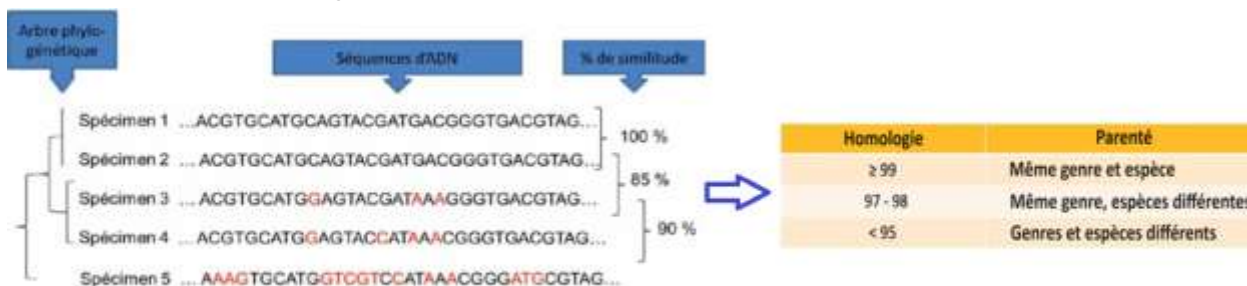 Arbre phylo-
génétique
Séquences d'ADN
% de similitude
Spécimen 1 ...ACGTGCATGCAGTACGATGACGGGTGACGTAG...
100 %
Spécimen 2 ...ACGTGCATGCAGTACGATGACGGGTGACGTAG...
85 %
Spécimen 3 ...ACGTGCATGGAGTACGATAAAGGGTGACGTAG...
90 %
Spécimen 4 ...ACGTGCATGGAGTACCATAAACGGGTGACGTAG...
Spécimen 5 ... AAAGTGCATGGTCGTCCATAAACGGGATGCGTAG...
Homologie Parenté
≥ 99 Même genre et espèce
97 - 98 Même genre, espèces différentes
< 95 Genres et espèces différents